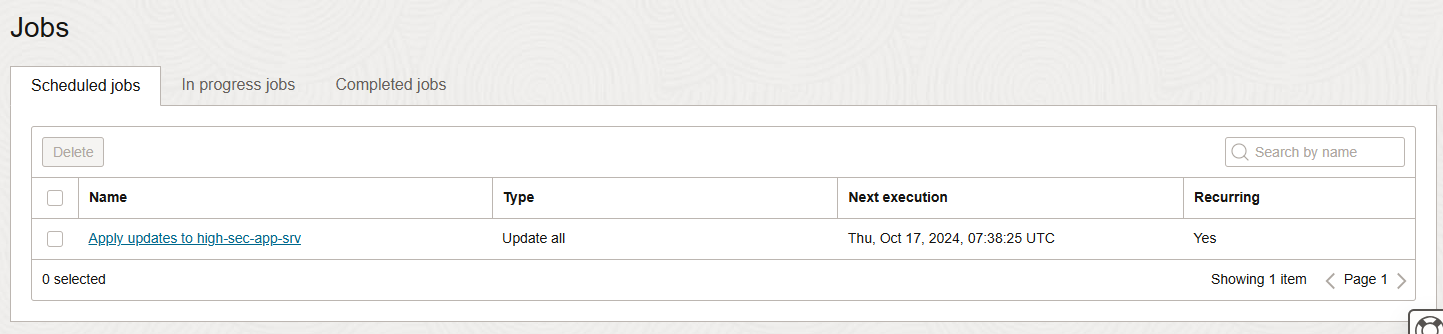 Jobs
Scheduled jobs In progress jobs Completed jobs
Delete Search by name
Name Type Next execution Recurring
Apply updates to high-sec-app-srv Update all Thu, Oct 17, 2024, 07:38:25 UTC Yes
0 selected Showing 1 item Page 1